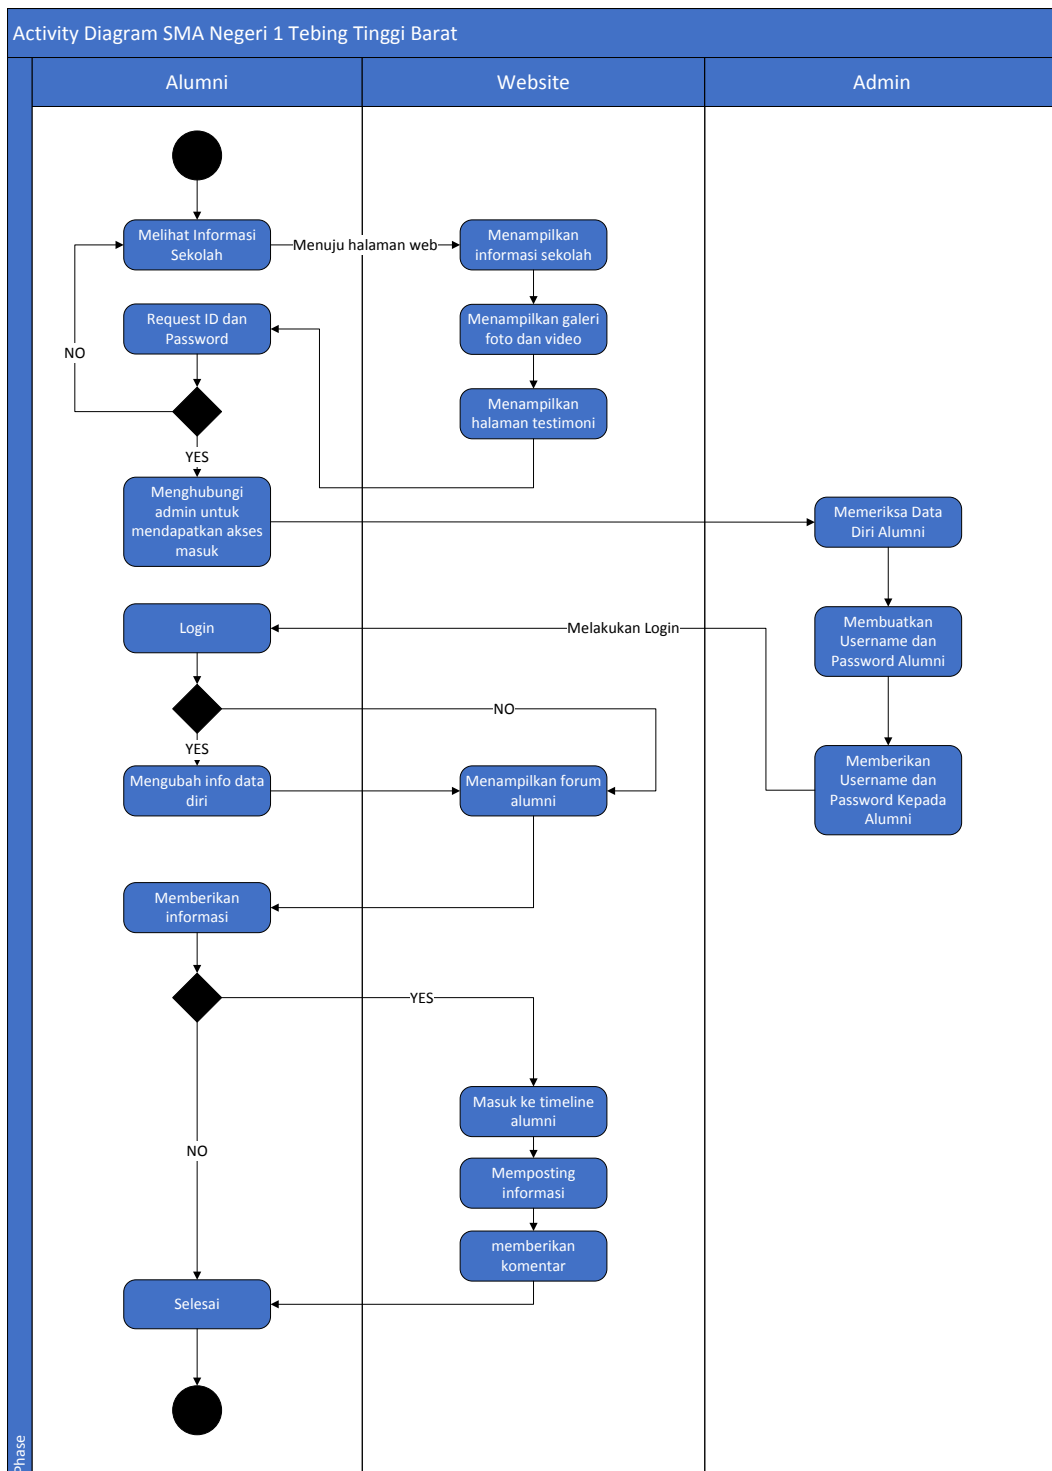 Activity Diagram SMA Negeri 1 Tebing Tinggi Barat
Alumni
Website
Admin
Melihat Informasi
Sekolah
Menuju halaman web
Menampilkan
informasi sekolah
Request ID dan
Password
Menampilkan galeri
foto dan video
NO
Menampilkan
halaman testimoni
YES
Menghubungi
admin untuk
mendapatkan akses
masuk
Memeriksa Data
Diri Alumni
Login
Melakukan Login
Membuatkan
Username dan
Password Alumni
NO
YES
Mengubah info data
diri
Menampilkan forum
alumni
Memberikan
Username dan
Password Kepada
Alumni
Memberikan
informasi
YES
Masuk ke timeline
alumni
NO
Memposting
informasi
memberikan
komentar
Selesai
Phase